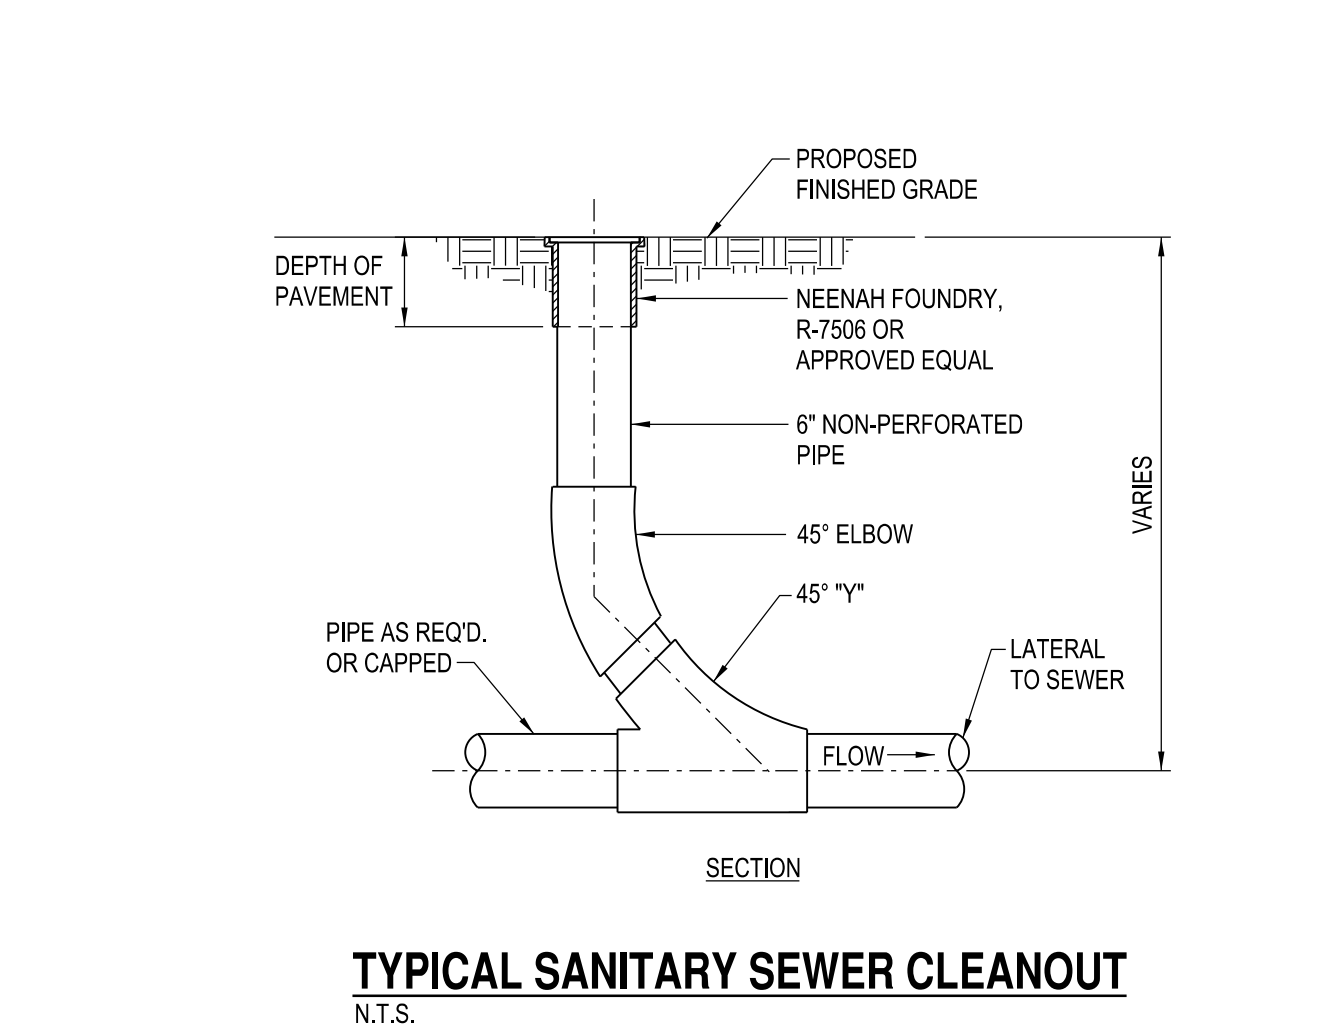 PROPOSED
FINISHED GRADE
DEPTH OF
PAVEMENT
NEENAH FOUNDRY,
R-7506 OR
APPROVED EQUAL
6" NON-PERFORATED
PIPE
VARIES
45° ELBOW
45° "Y"
PIPE AS REQ'D.
OR CAPPED
LATERAL
TO SEWER
FLOW
SECTION
TYPICAL SANITARY SEWER CLEANOUT
N.T.S.